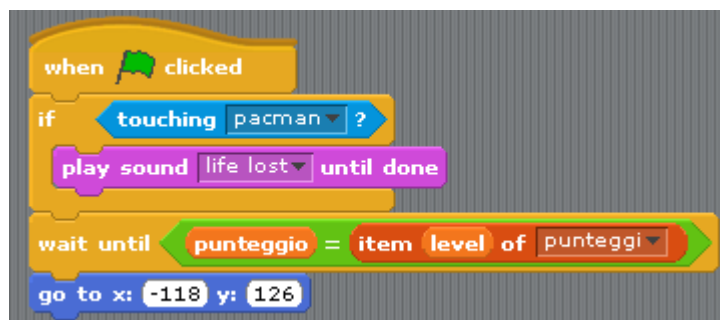 when clicked
if touching pacman ?
play sound life lost until done
wait until punteggio = item level of punteggi
go to x: -118 y: 126